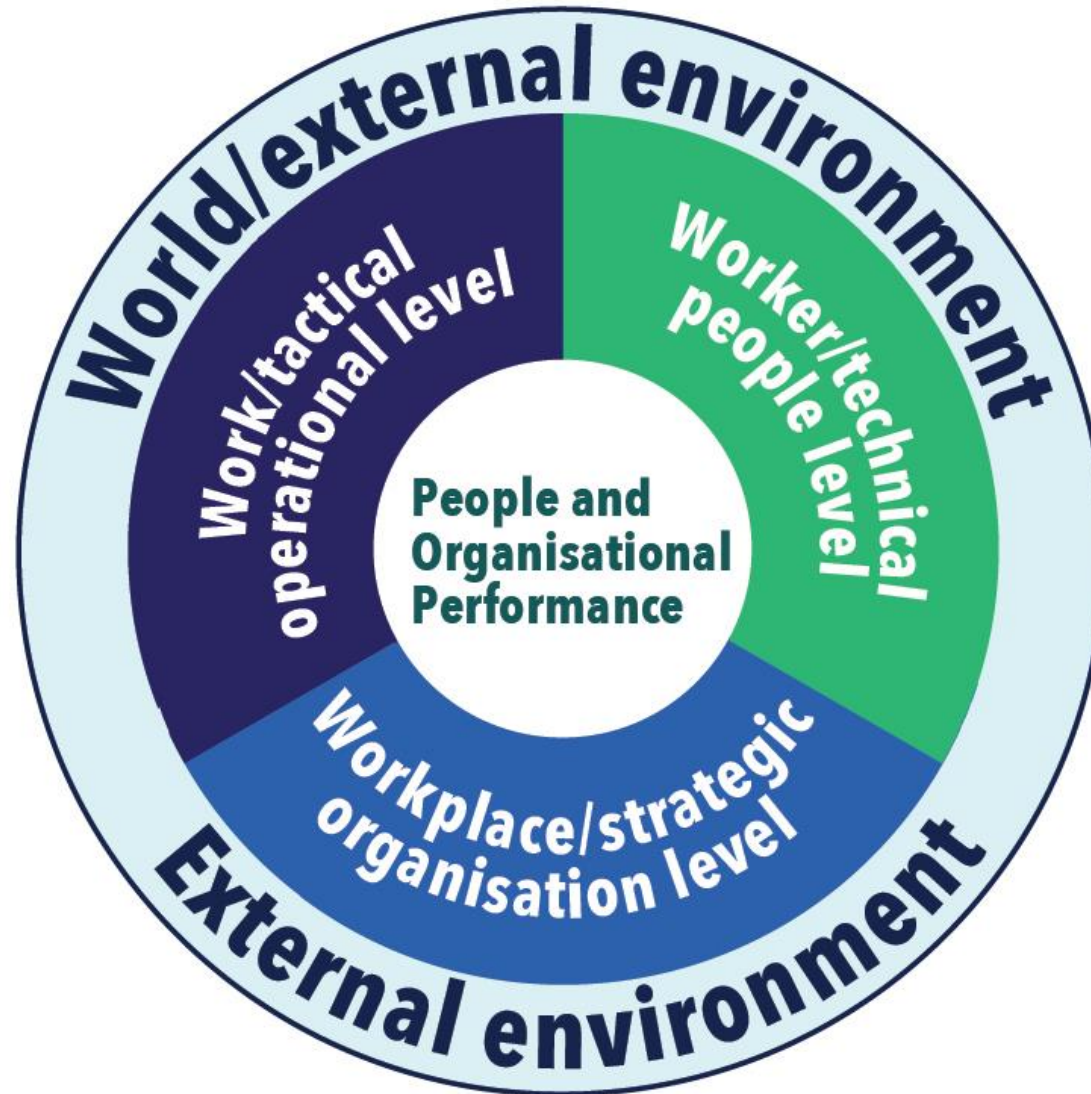 World/external environment
Work/tactical
operational level
Worker/technical
people level
People and
Organisational
Performance
Workplace/strategic
organisation level
External environment